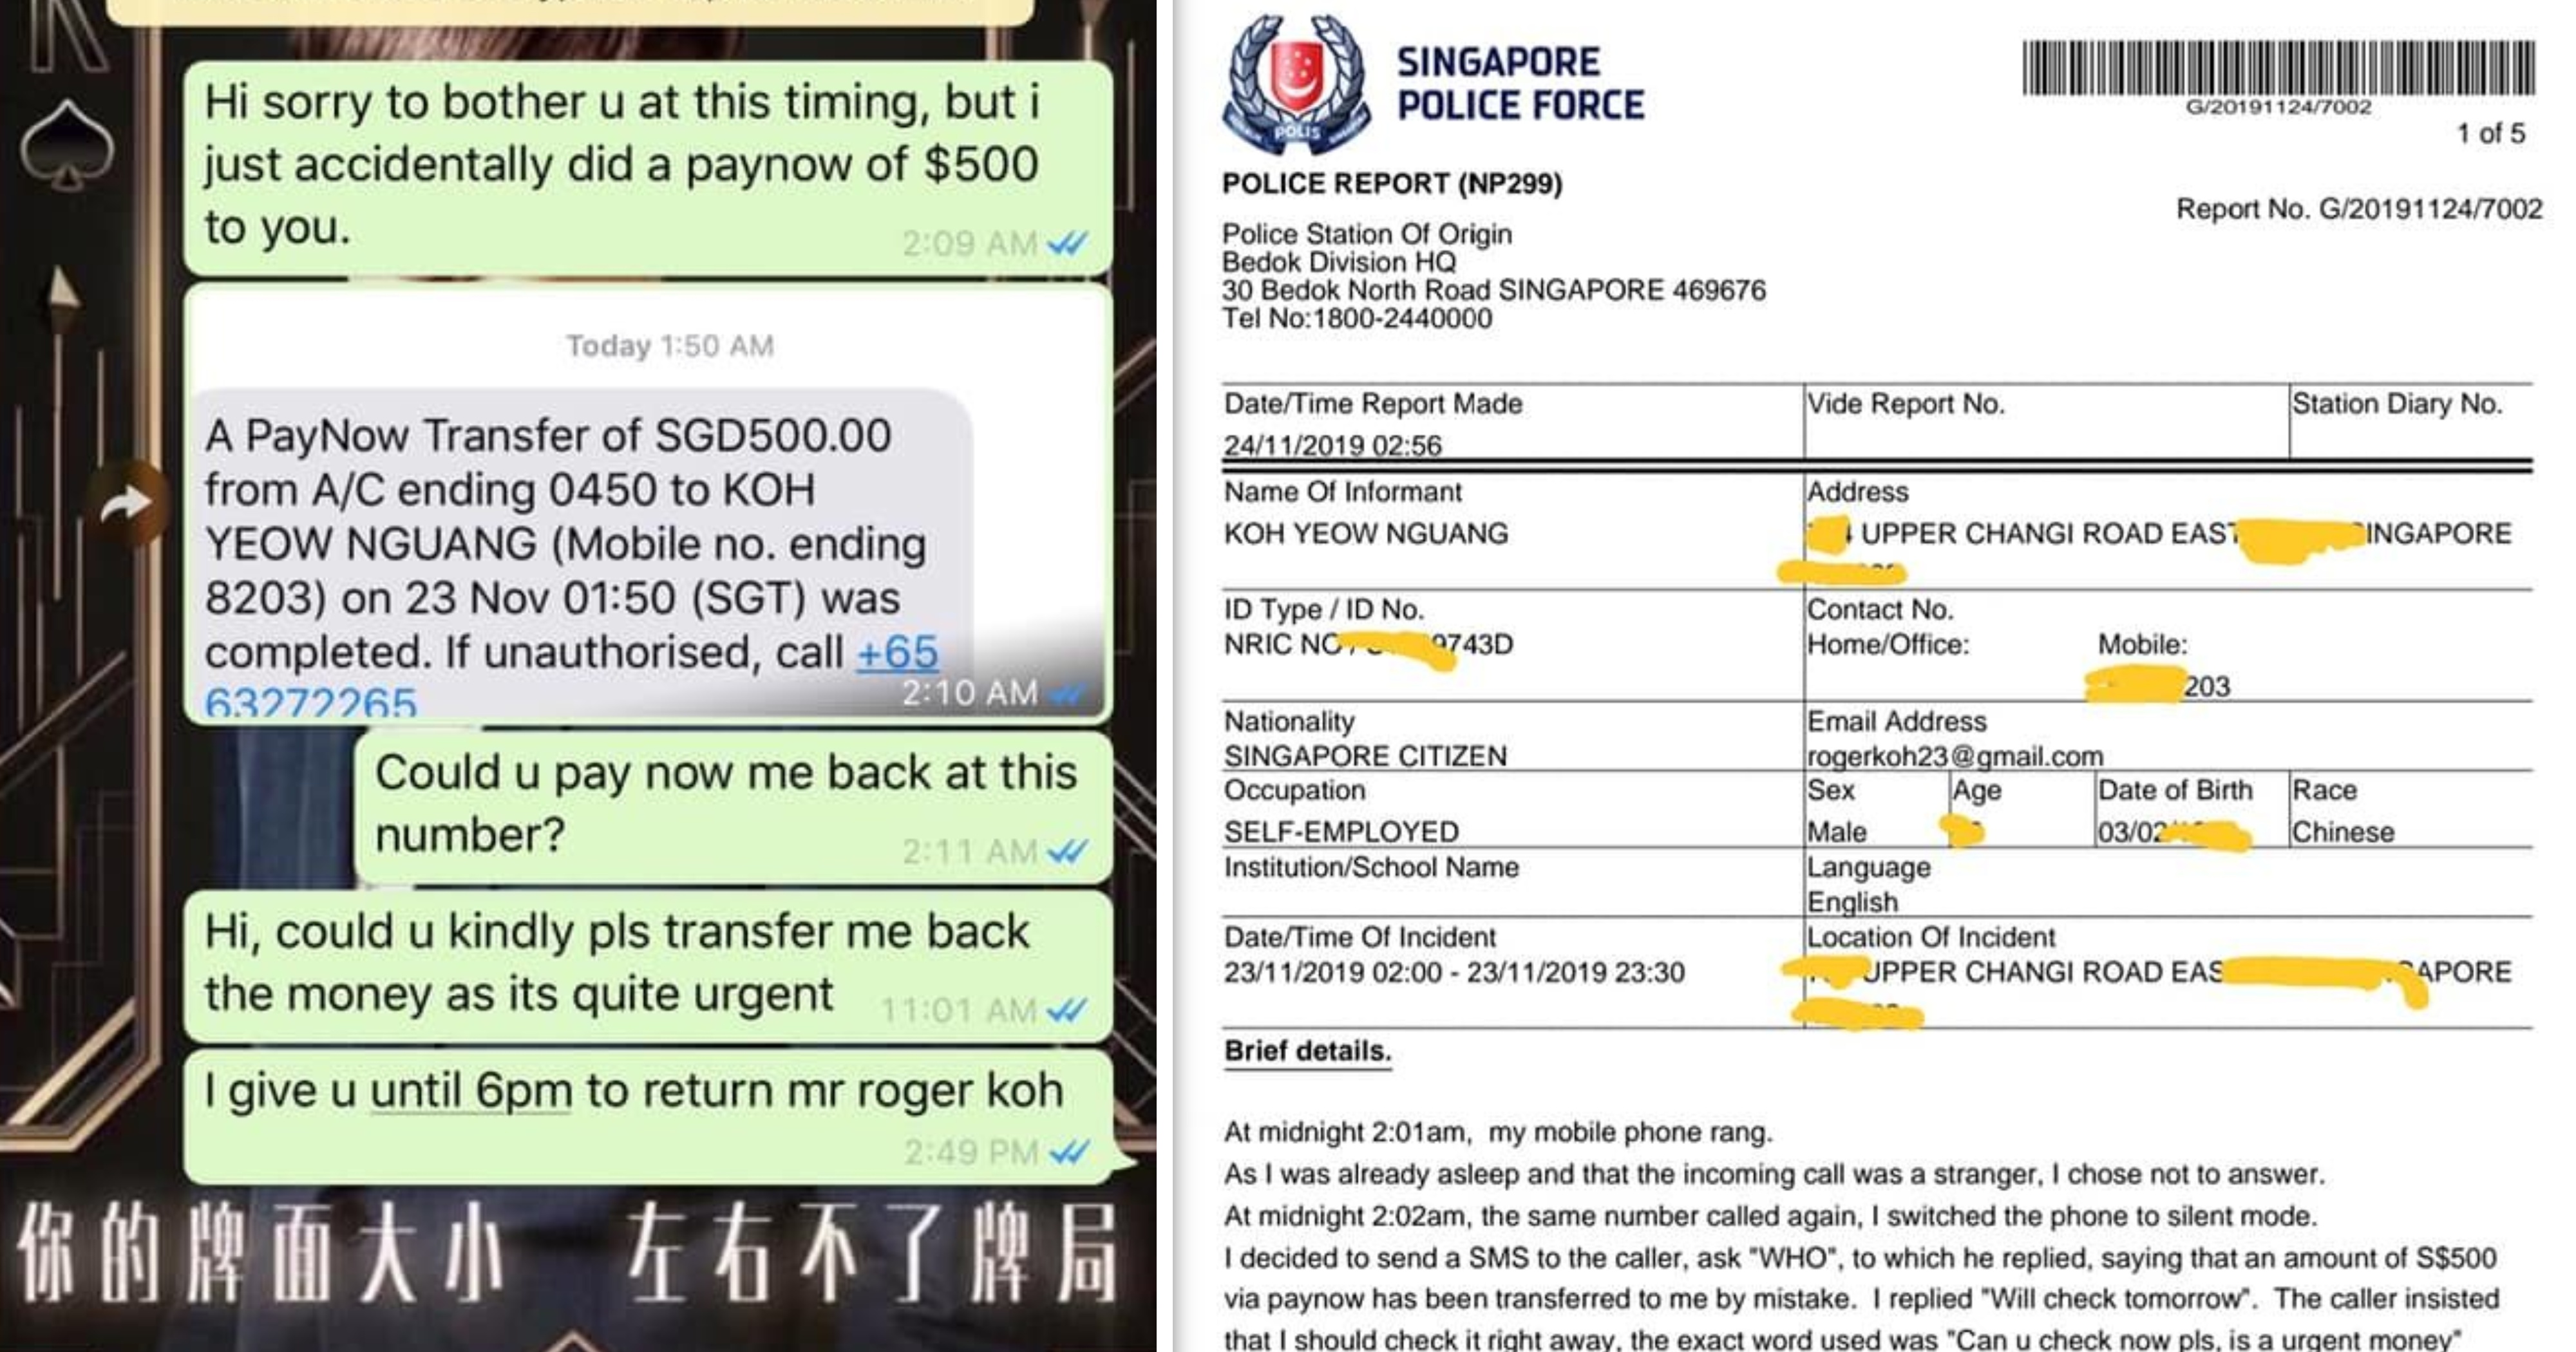 Hi sorry to bother u at this timing, but i
just accidentally did a paynow of $500
to you.
2:09 AM
Today 1:50 AM
A PayNow Transfer of SGD500.00
from A/C ending 0450 to KOH
YEOW NGUANG (Mobile no. ending
8203) on 23 Nov 01:50 (SGT) was
completed. If unauthorised, call +65
63272265
2:10 AM
Could u pay now me back at this
number?
2:11 AM
Hi, could u kindly pls transfer me back
the money as its quite urgent
11:01 AM
I give u until 6pm to return mr roger koh
2:49 PM
你的牌面大小 左右不了牌局
POLIS
SINGAPORE
POLICE FORCE
G/20191124/7002
1 of 5
POLICE REPORT (NP299)
Report No. G/20191124/7002
Police Station Of Origin
Bedok Division HQ
30 Bedok North Road SINGAPORE 469676
Tel No:1800-2440000
Date/Time Report Made
24/11/2019 02:56
Vide Report No.
Station Diary No.
Name Of Informant
KOH YEOW NGUANG
Address
UPPER CHANGI ROAD EAST INGAPORE
ID Type / ID No.
NRIC NO 9743D
Contact No.
Home/Office: Mobile:
203
Nationality
SINGAPORE CITIZEN
Email Address
rogerkoh23@gmail.com
Occupation
SELF-EMPLOYED
Sex
Male
Age
Date of Birth
03/02
Race
Chinese
Institution/School Name
Language
English
Date/Time Of Incident
23/11/2019 02:00 - 23/11/2019 23:30
Location Of Incident
UPPER CHANGI ROAD EAS APORE
Brief details.
At midnight 2:01am, my mobile phone rang.
As I was already asleep and that the incoming call was a stranger, I chose not to answer.
At midnight 2:02am, the same number called again, I switched the phone to silent mode.
I decided to send a SMS to the caller, ask "WHO", to which he replied, saying that an amount of S$500
via paynow has been transferred to me by mistake. I replied "Will check tomorrow". The caller insisted
that I should check it right away, the exact word used was "Can u check now pls, is a urgent money"